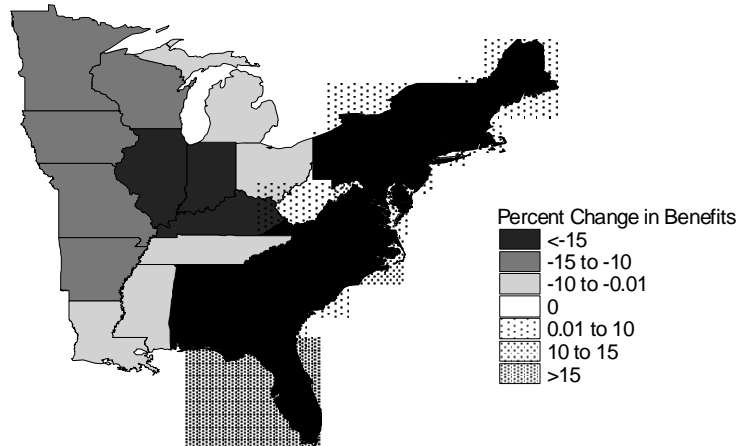 Percent Change in Benefits
<-15
-15 to -10
-10 to -0.01
0
0.01 to 10
10 to 15
>15